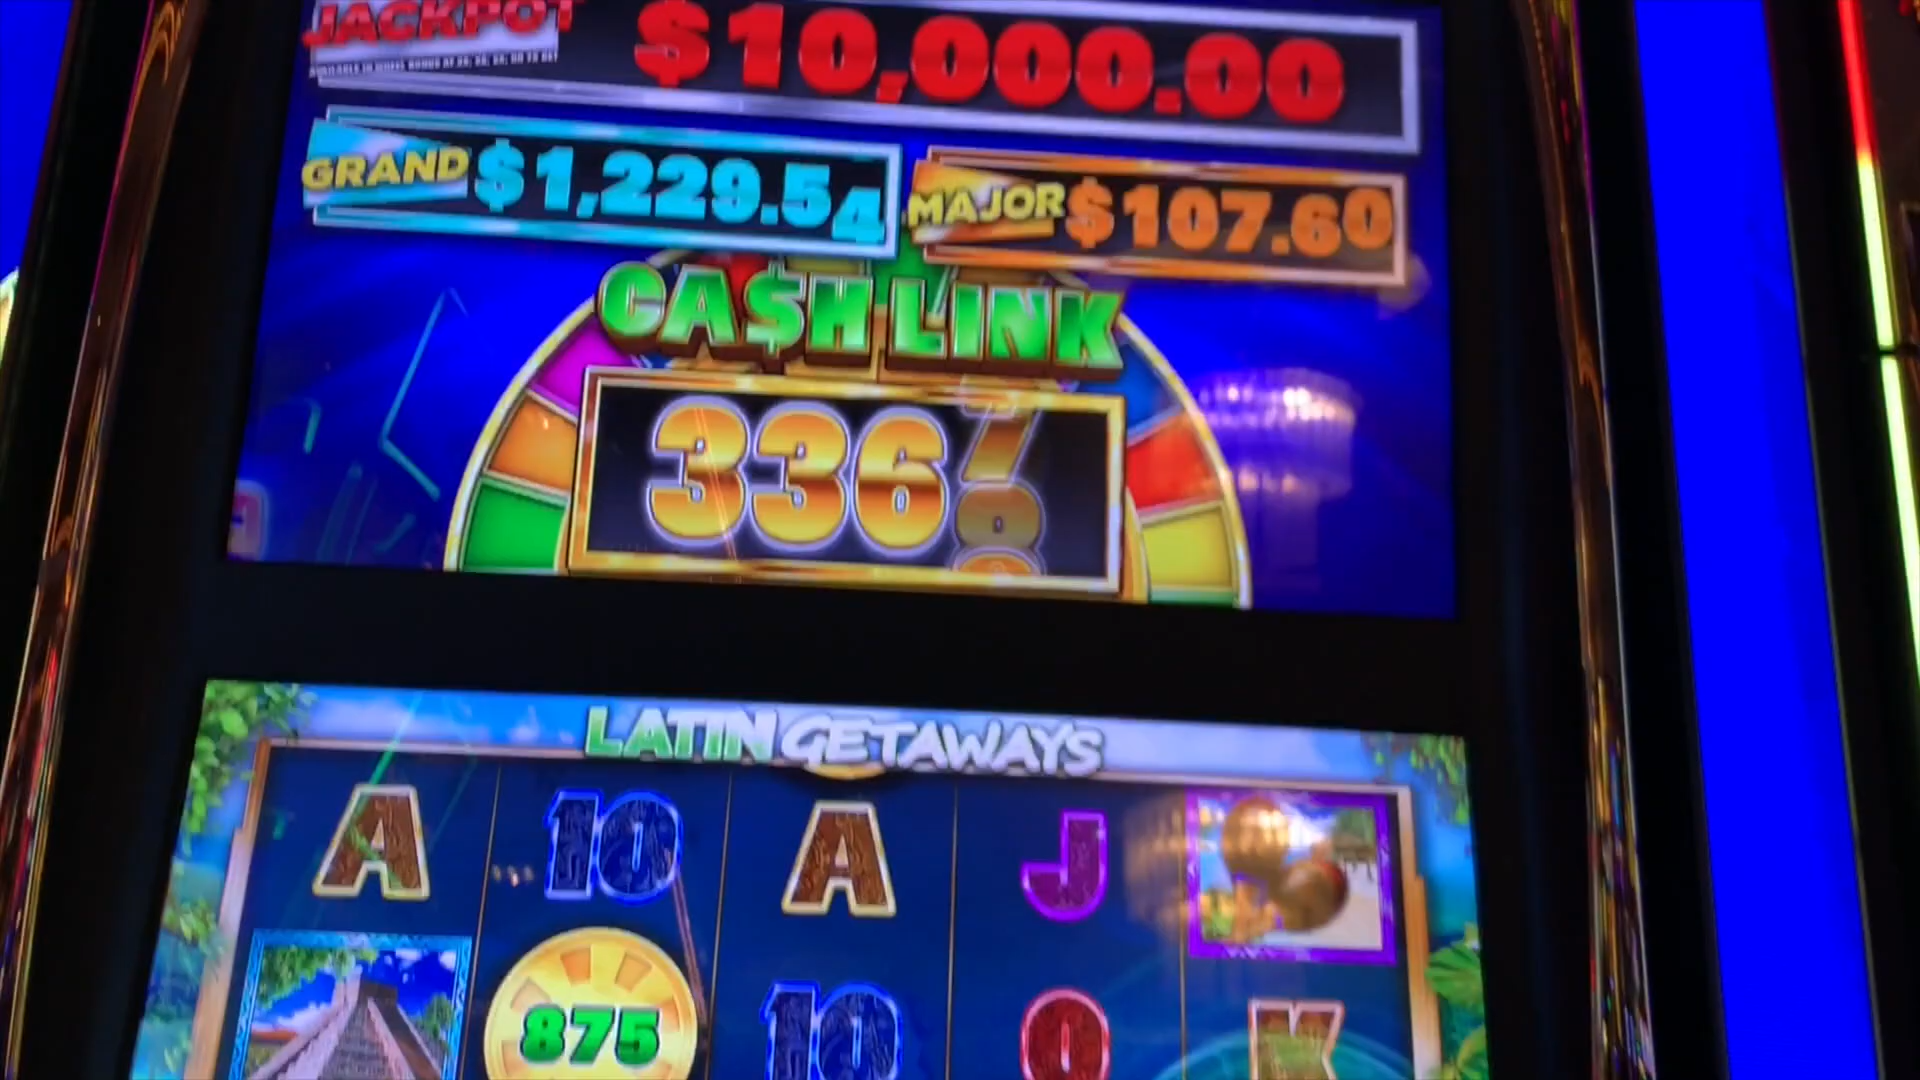 JACKPOT $10,000.00
GRAND $1,229.54 MAJOR $107.60
CA$H LINK
336
LATIN GETAWAYS
A 10 A J
875 10 Q K